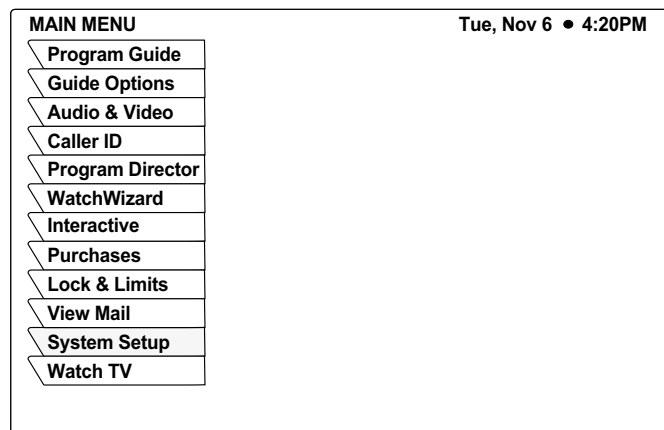 MAIN MENU Tue, Nov 6 ● 4:20PM
Program Guide
Guide Options
Audio & Video
Caller ID
Program Director
WatchWizard
Interactive
Purchases
Lock & Limits
View Mail
System Setup
Watch TV